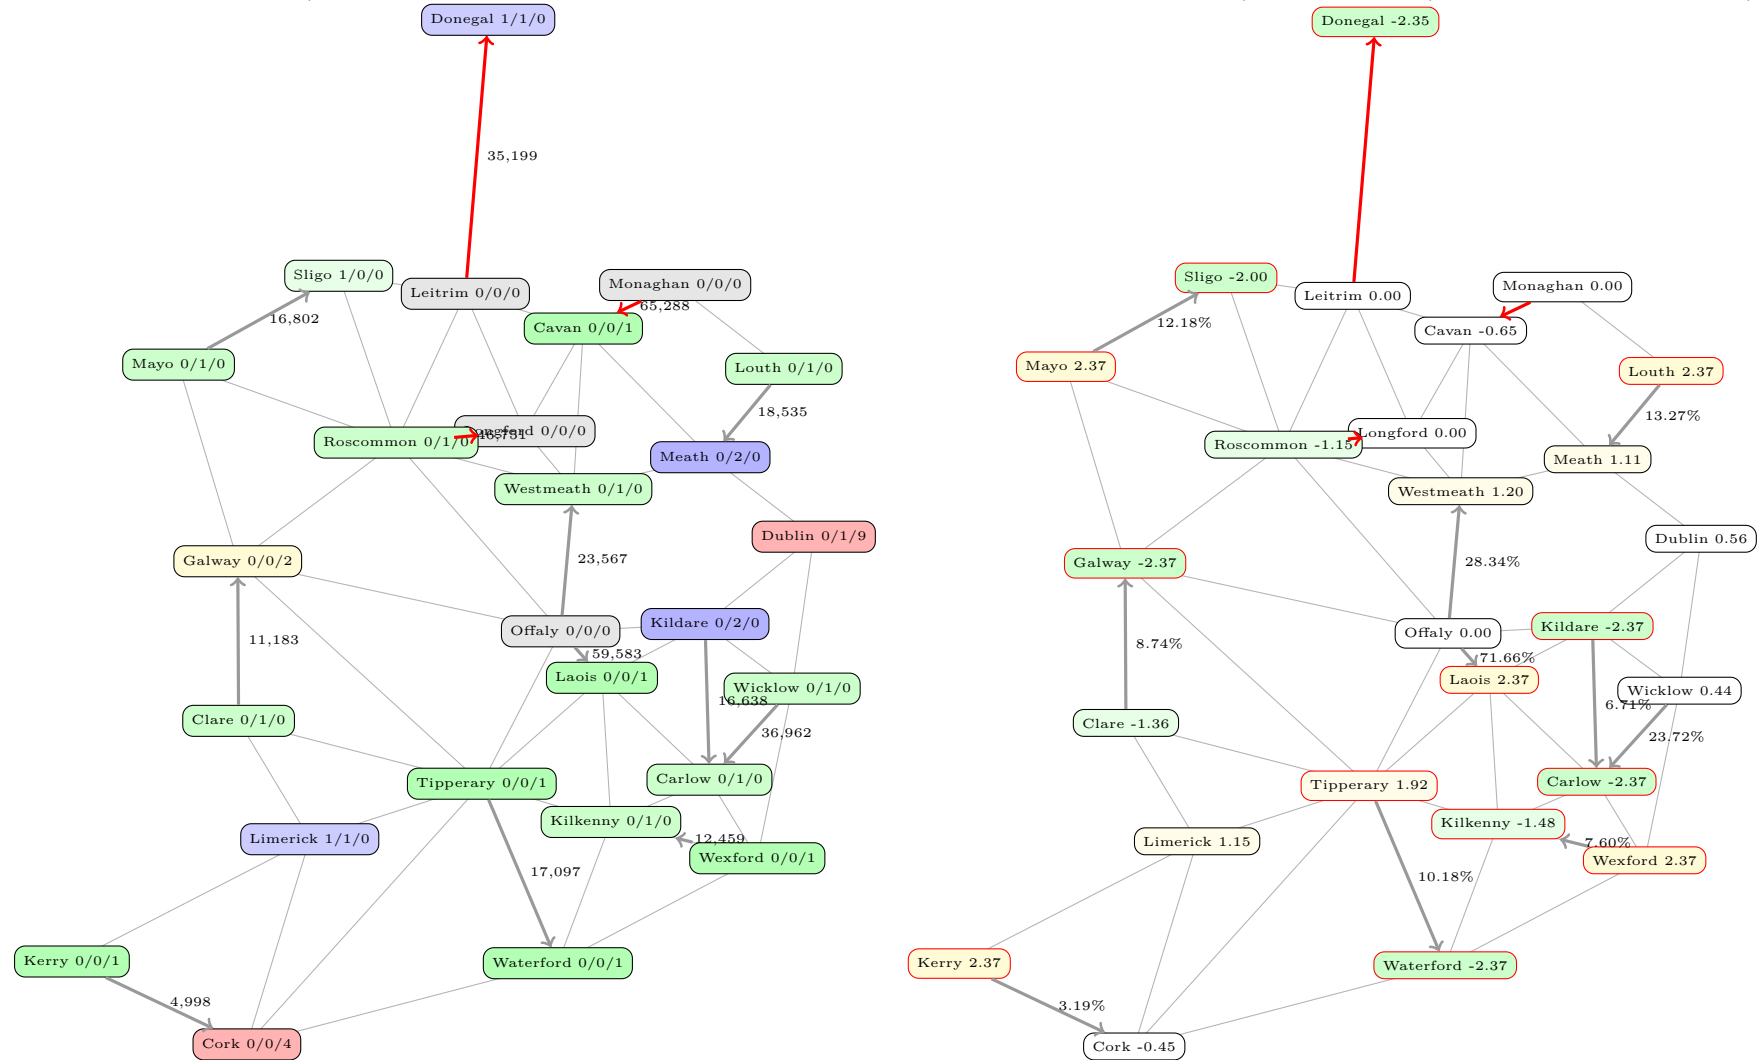 Donegal 1/1/0
35,199
Sligo 1/0/0
Leitrim 0/0/0
Monaghan 0/0/0
65,288
16,802
Cavan 0/0/1
Mayo 0/1/0
Louth 0/1/0
18,535
Roscommon 0/1/0
Longford 0/0/0
46,751
Meath 0/2/0
Westmeath 0/1/0
Dublin 0/1/9
Galway 0/0/2
23,567
Offaly 0/0/0
Kildare 0/2/0
11,183
59,583
Laois 0/0/1
Wicklow 0/1/0
16,638
Clare 0/1/0
36,962
Tipperary 0/0/1
Carlow 0/1/0
Kilkenny 0/1/0
Limerick 1/1/0
12,459
Wexford 0/0/1
17,097
Kerry 0/0/1
Waterford 0/0/1
4,998
Cork 0/0/4
Donegal -2.35
Sligo -2.00
Leitrim 0.00
Monaghan 0.00
12.18%
Cavan -0.65
Mayo 2.37
Louth 2.37
13.27%
Roscommon -1.15
Longford 0.00
Meath 1.11
Westmeath 1.20
Dublin 0.56
Galway -2.37
28.34%
Offaly 0.00
Kildare -2.37
8.74%
71.66%
Laois 2.37
Wicklow 0.44
6.71%
Clare -1.36
23.72%
Tipperary 1.92
Carlow -2.37
Kilkenny -1.48
Limerick 1.15
7.60%
Wexford 2.37
10.18%
Kerry 2.37
Waterford -2.37
3.19%
Cork -0.45